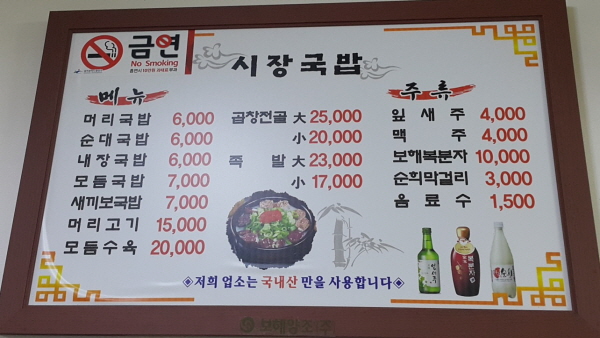 금연
No Smoking
시장국밥
메뉴
머리국밥 6,000
순대국밥 6,000
내장국밥 6,000
모듬국밥 7,000
새끼보국밥 7,000
머리고기 15,000
모듬수육 20,000
곱창전골 大 25,000
小 20,000
족발 大 23,000
小 17,000
주류
잎새주 4,000
맥주 4,000
보해복분자 10,000
순희막걸리 3,000
음료수 1,500
◈저희 업소는 국내산 만을 사용합니다◈
보해양조(주)